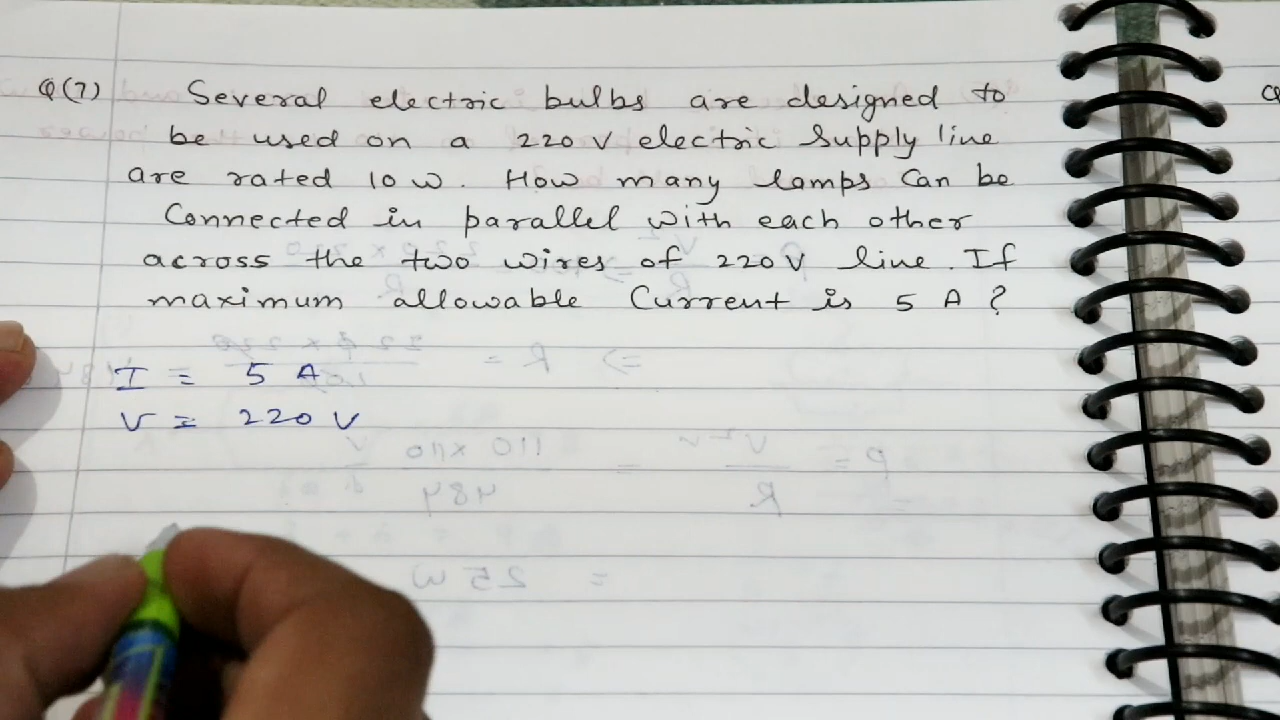 Q(7) Several electric bulbs are designed to
be used on a 220 V electric supply line
are rated 10 W. How many lamps can be
Connected in parallel with each other
across the two wires of 220V line. If
maximum allowable Current is 5 A ?
I = 5 A
V = 220 V